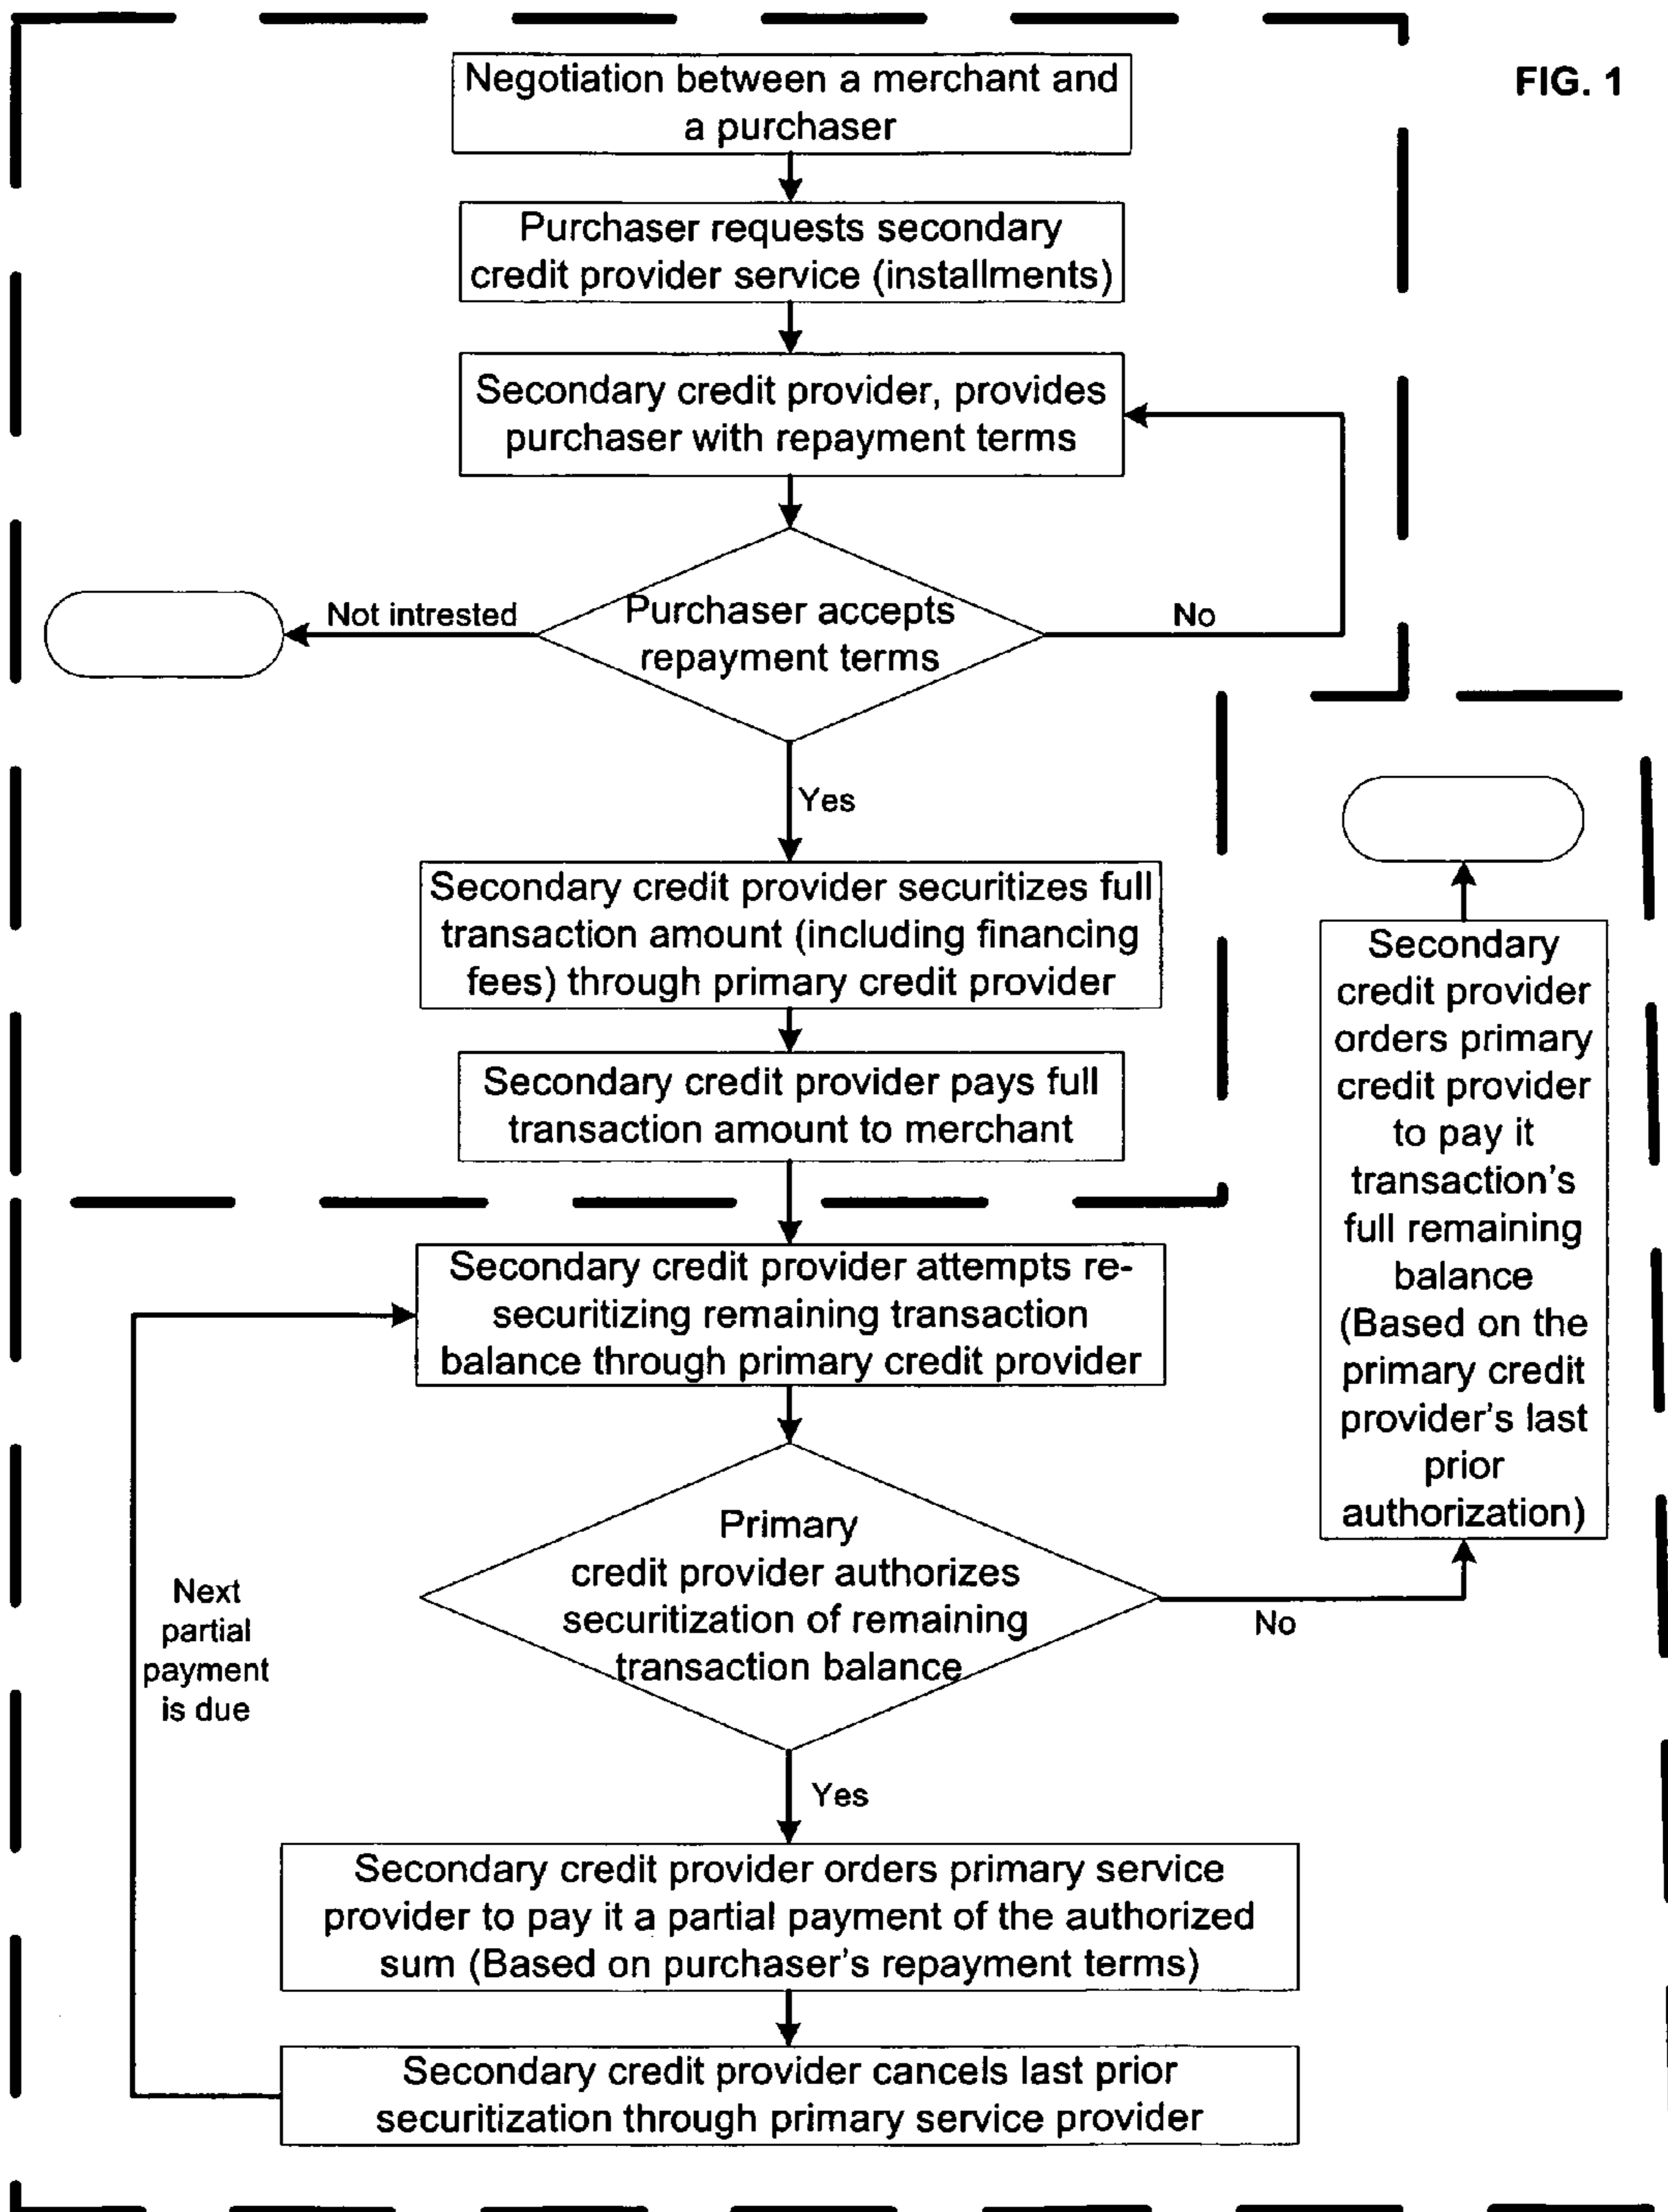 FIG. 1
Negotiation between a merchant and
a purchaser
Purchaser requests secondary
credit provider service (installments)
Secondary credit provider, provides
purchaser with repayment terms
Not intrested
Purchaser accepts
repayment terms
No
Yes
Secondary credit provider securitizes full
transaction amount (including financing
fees) through primary credit provider
Secondary credit provider pays full
transaction amount to merchant
Secondary credit provider attempts re-
securitizing remaining transaction
balance through primary credit provider
Primary
credit provider authorizes
securitization of remaining
transaction balance
No
Secondary
credit provider
orders primary
credit provider
to pay it
transaction's
full remaining
balance
(Based on the
primary credit
provider's last
prior
authorization)
Yes
Secondary credit provider orders primary service
provider to pay it a partial payment of the authorized
sum (Based on purchaser's repayment terms)
Secondary credit provider cancels last prior
securitization through primary service provider
Next
partial
payment
is due